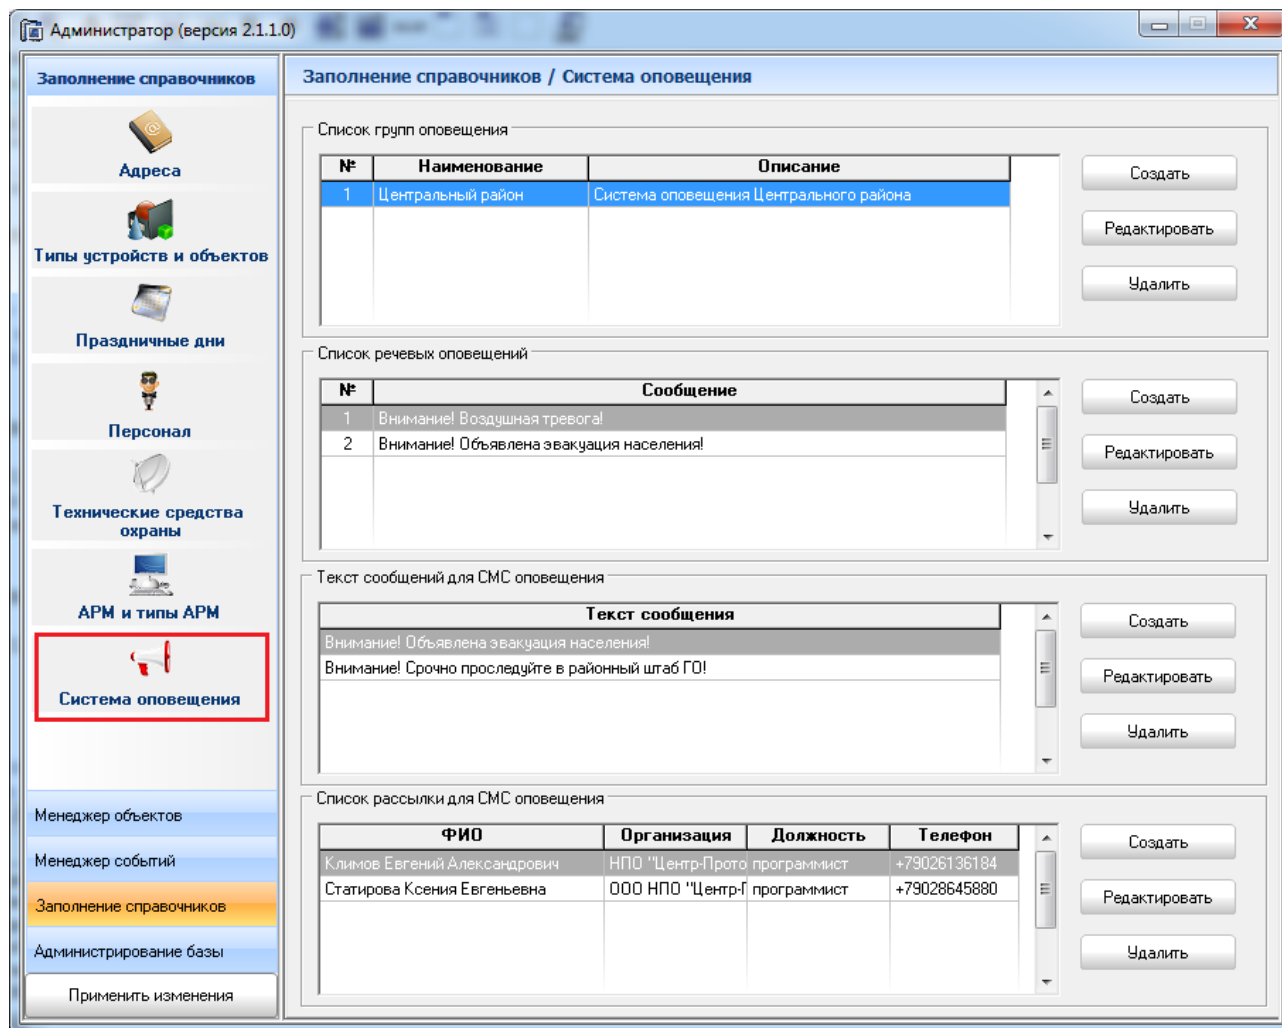 Администратор (версия 2.1.1.0)
Заполнение справочников
Адреса
Типы устройств и объектов
Праздничные дни
Персонал
Технические средства
охраны
АРМ и типы АРМ
Система оповещения
Менеджер объектов
Менеджер событий
Заполнение справочников
Администрирование базы
Применить изменения
Заполнение справочников / Система оповещения
Список групп оповещения
№ Наименование Описание
1 Центральный район Система оповещения Центрального района
Создать
Редактировать
Удалить
Список речевых оповещений
№ Сообщение
1 Внимание! Воздушная тревога!
2 Внимание! Объявлена эвакуация населения!
Создать
Редактировать
Удалить
Текст сообщений для СМС оповещения
Текст сообщения
Внимание! Объявлена эвакуация населения!
Внимание! Срочно проследуйте в районный штаб ГО!
Создать
Редактировать
Удалить
Список рассылки для СМС оповещения
ФИО Организация Должность Телефон
Климов Евгений Александрович НПО "Центр-Прото программист +79026136184
Статирова Ксения Евгеньевна ООО НПО "Центр-П программист +79028645880
Создать
Редактировать
Удалить